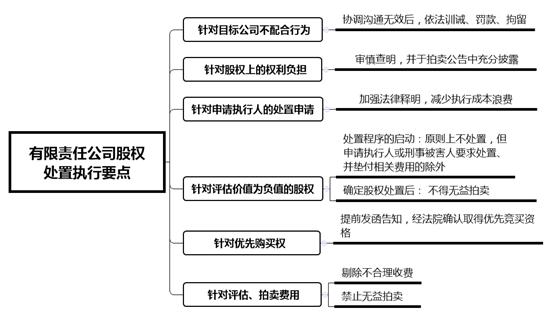 有限责任公司股权
处置执行要点
针对目标公司不配合行为
协调沟通无效后，依法训诫、罚款、拘留
针对股权上的权利负担
审慎查明，并于拍卖公告中充分披露
针对申请执行人的处置申请
加强法律释明，减少执行成本浪费
针对评估价值为负值的股权
处置程序的启动：原则上不处置，但
申请执行人或刑事被害人要求处置、
并垫付相关费用的除外
确定股权处置后： 不得无益拍卖
针对优先购买权
提前发函告知，经法院确认取得优先竞买资
格
针对评估、拍卖费用
剔除不合理收费
禁止无益拍卖